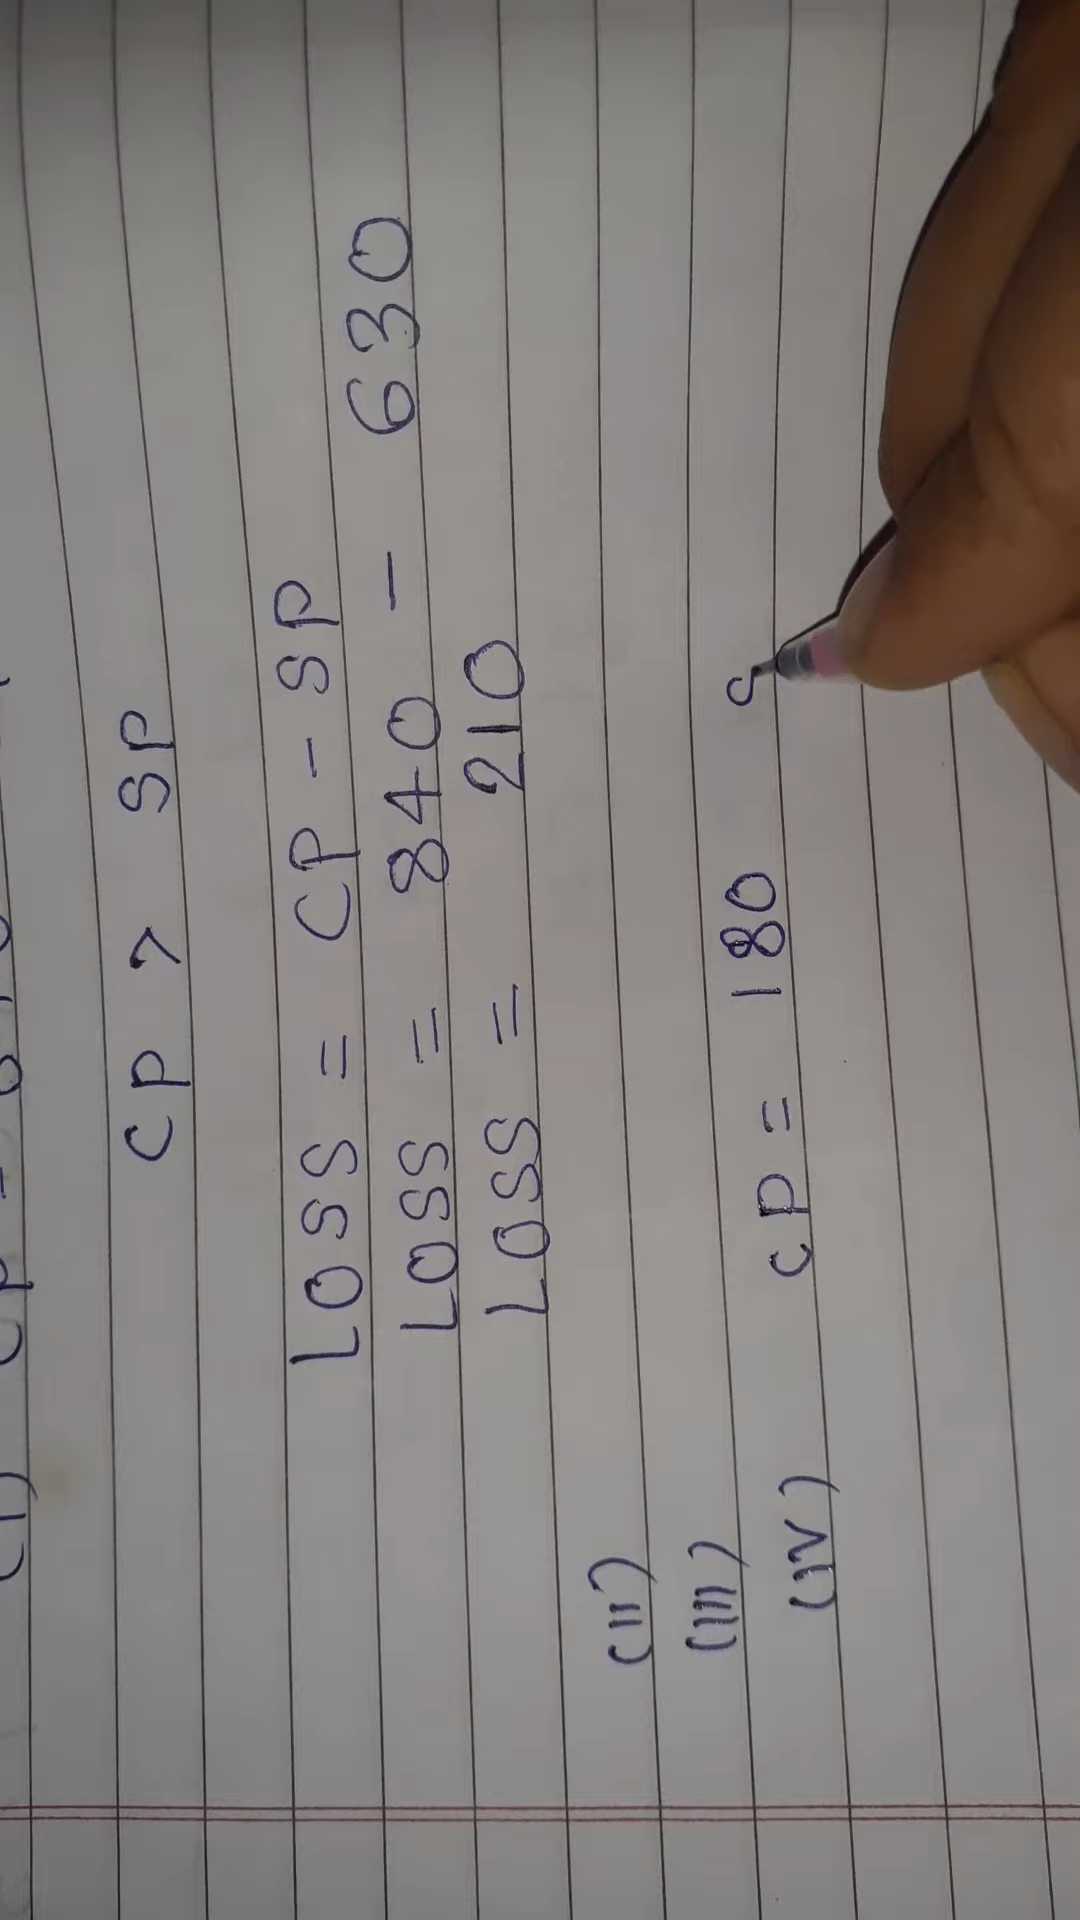 CP > SP
LOSS = CP - SP
LOSS = 840 - 630
LOSS = 210
(II)
(III)
(IV) CP = 180 S